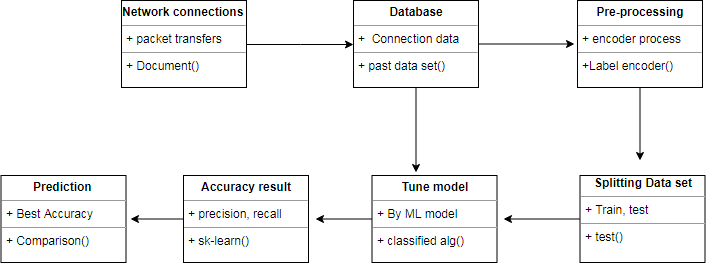 Network connections
+ packet transfers
+ Document()
Database
+  Connection data
+ past data set()
Pre-processing
+ encoder process
+Label encoder()
Prediction
+ Best Accuracy
+ Comparison()
Accuracy result
+ precision, recall
+ sk-learn()
Tune model
+ By ML model
+ classified alg()
Splitting Data set
+ Train, test
+ test()